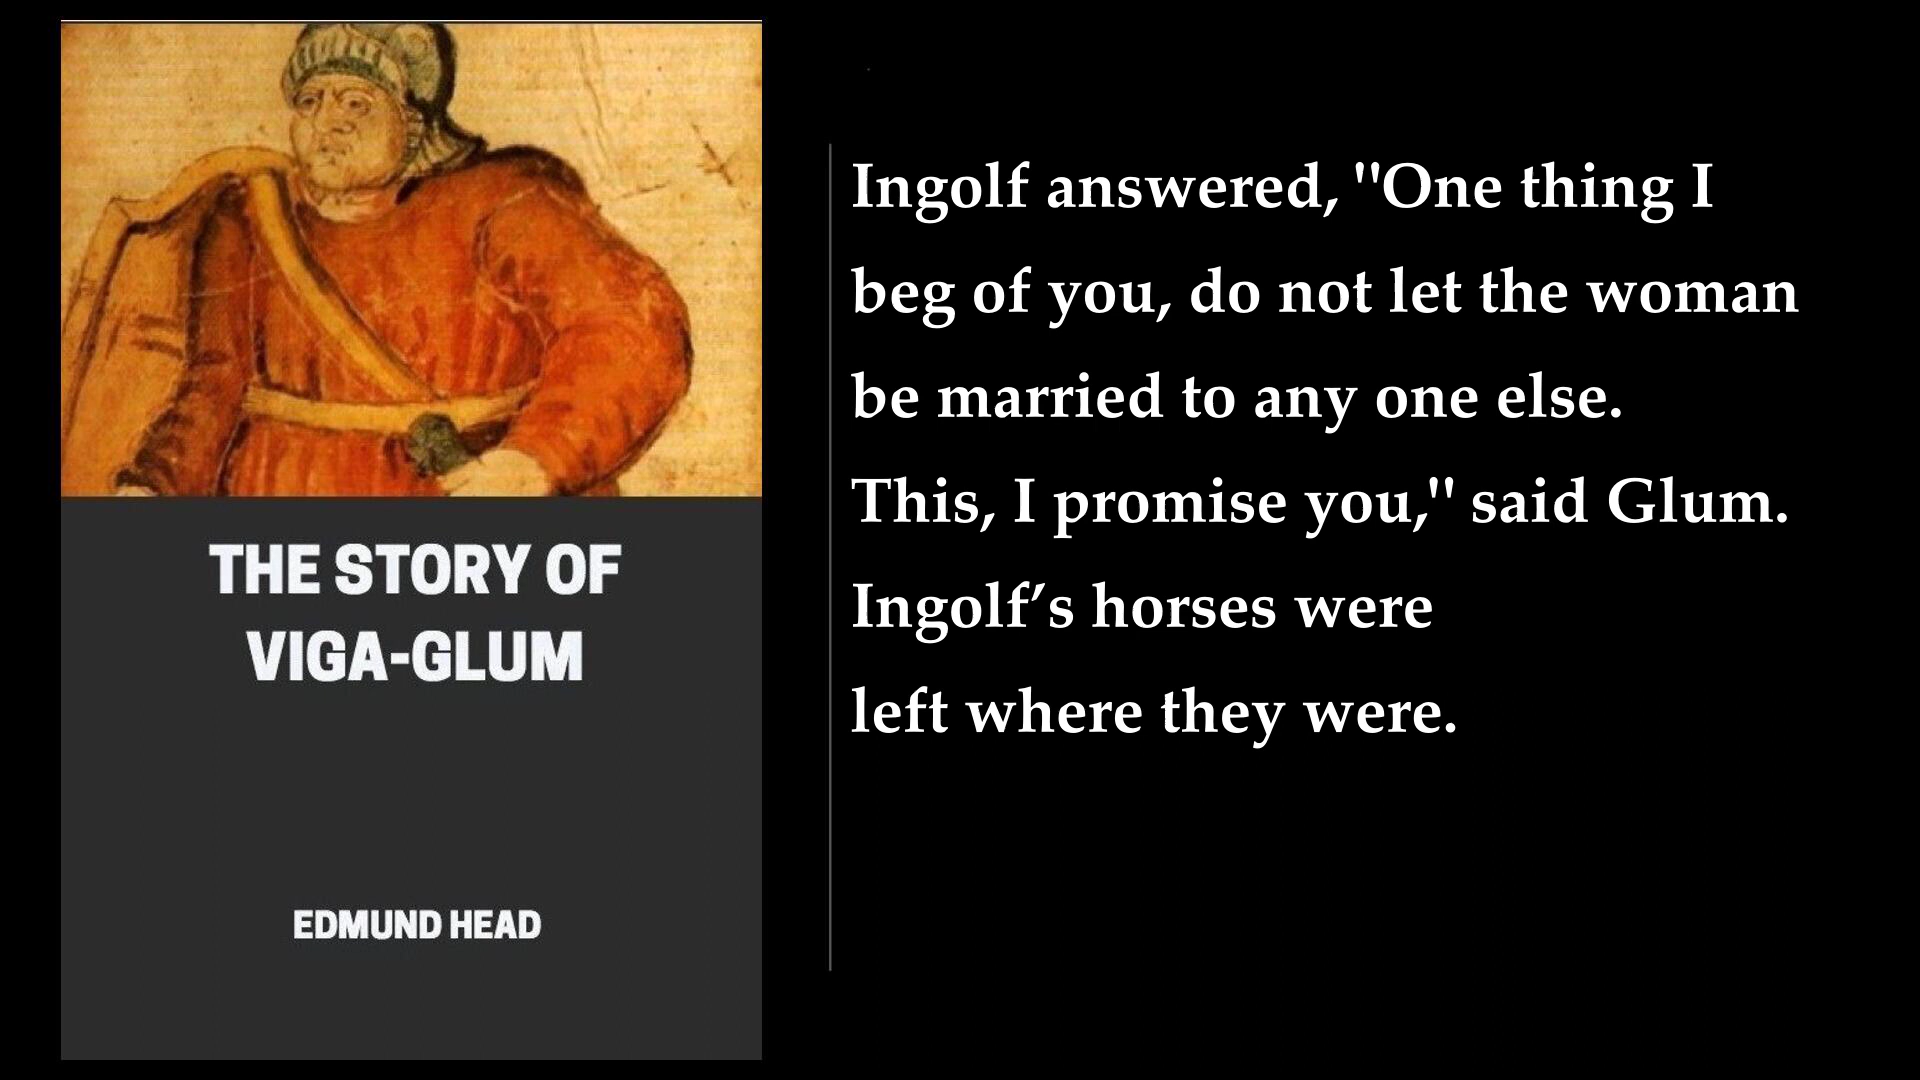 THE STORY OF
VIGA-GLUM
EDMUND HEAD
Ingolf answered, "One thing I
beg of you, do not let the woman
be married to any one else.
This, I promise you," said Glum.
Ingolf’s horses were
left where they were.